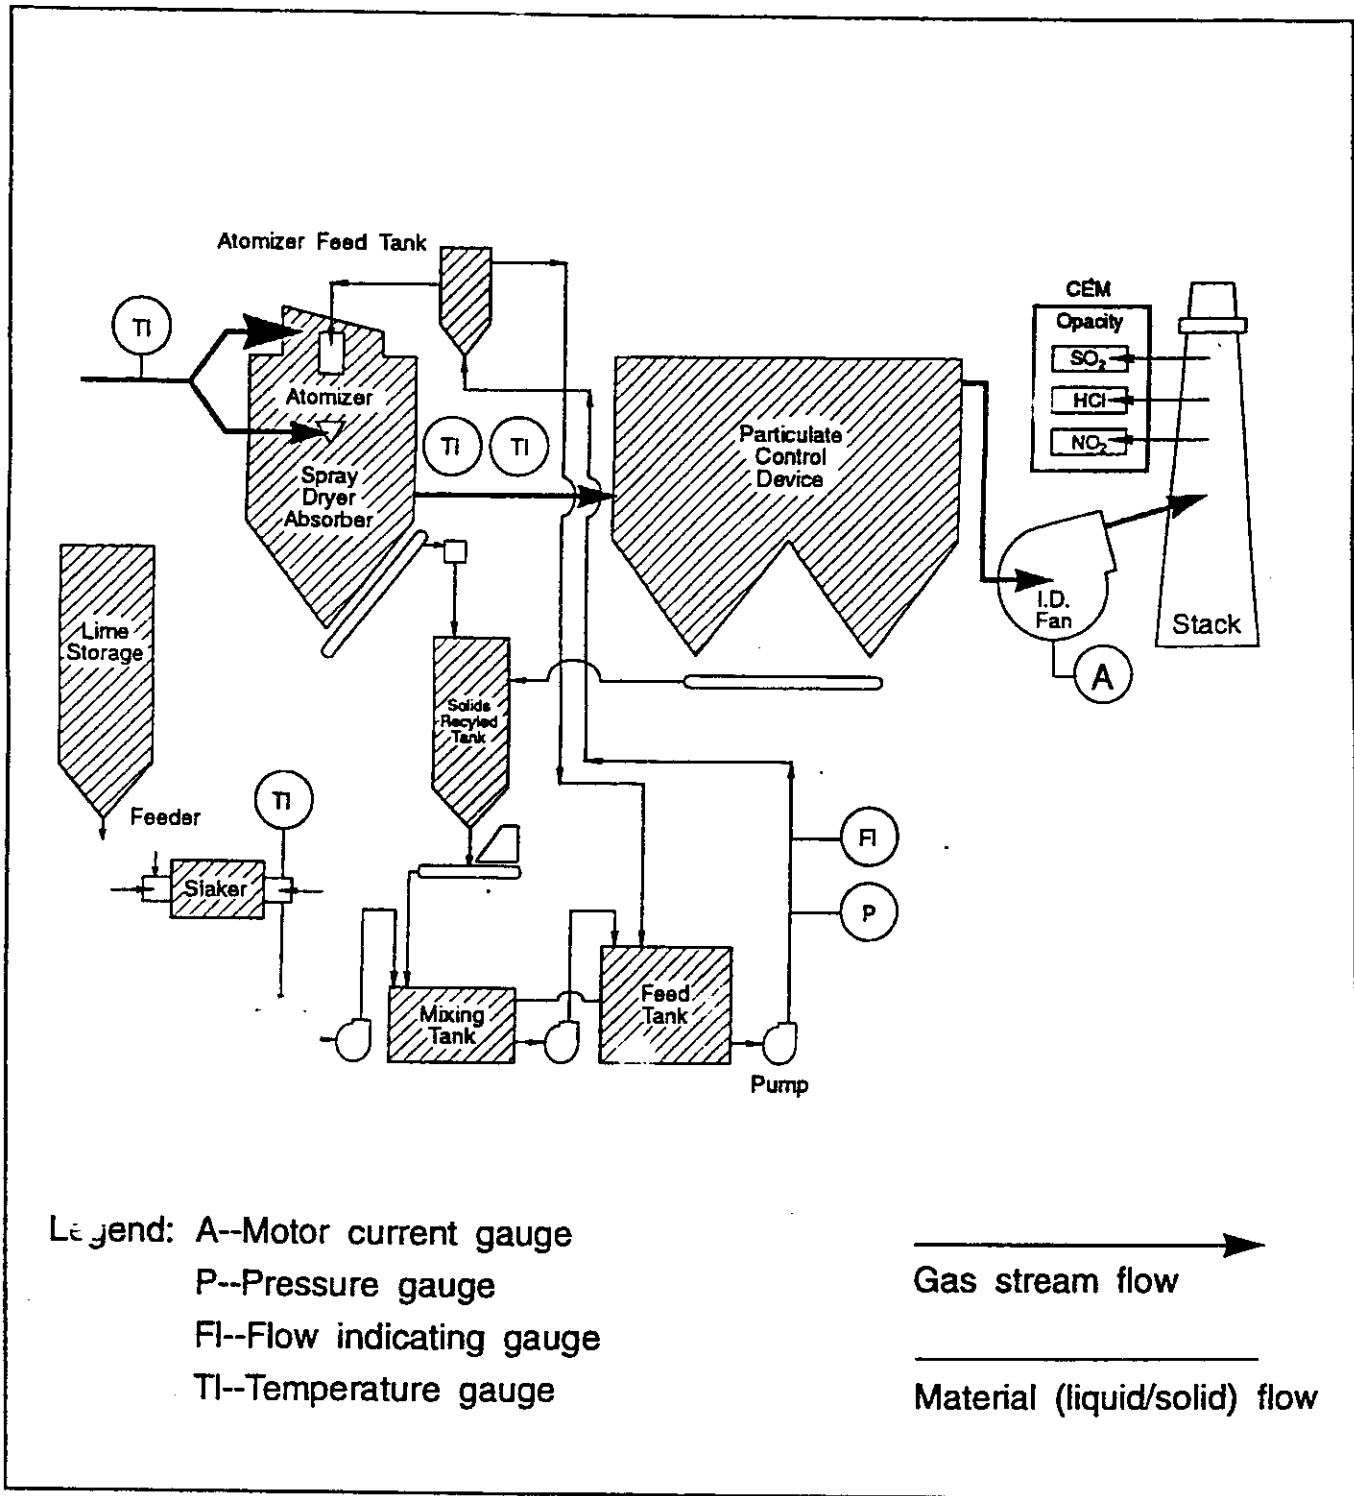 Atomizer Feed Tank
TI
Atomizer
Spray
Dryer
Absorber
TI
TI
Particulate
Control
Device
CEM
Opacity
SO₂
HCl
NO₂
I.D.
Fan
Stack
A
Lime
Storage
Feeder
TI
Slaker
Solids
Recyled
Tank
FI
P
Mixing
Tank
Feed
Tank
Pump
Legend: A--Motor current gauge
P--Pressure gauge
FI--Flow indicating gauge
TI--Temperature gauge
Gas stream flow
Material (liquid/solid) flow